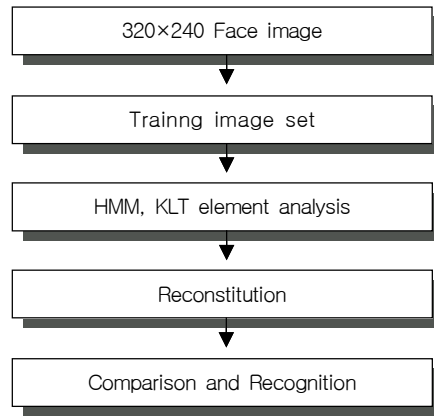 320×240 Face image
Trainng image set
HMM, KLT element analysis
Reconstitution
Comparison and Recognition